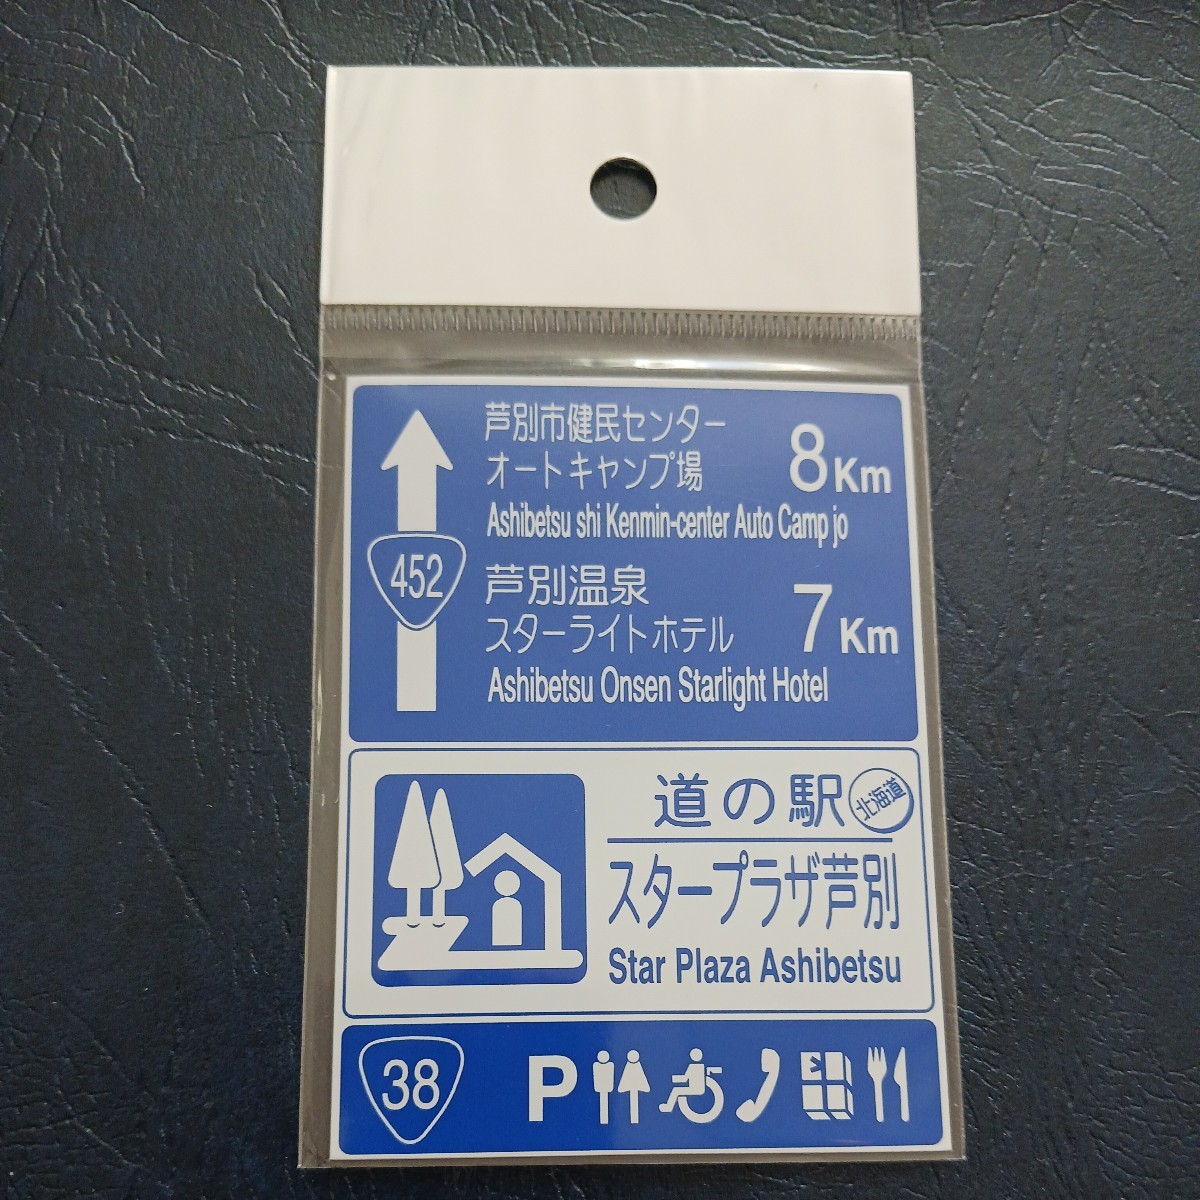 芦別市健民センター
オートキャンプ場
8Km
Ashibetsu shi Kenmin-center Auto Camp jo
452
芦別温泉
スターライトホテル
7Km
Ashibetsu Onsen Starlight Hotel
道の駅
北海道
スタープラザ芦別
Star Plaza Ashibetsu
38
P